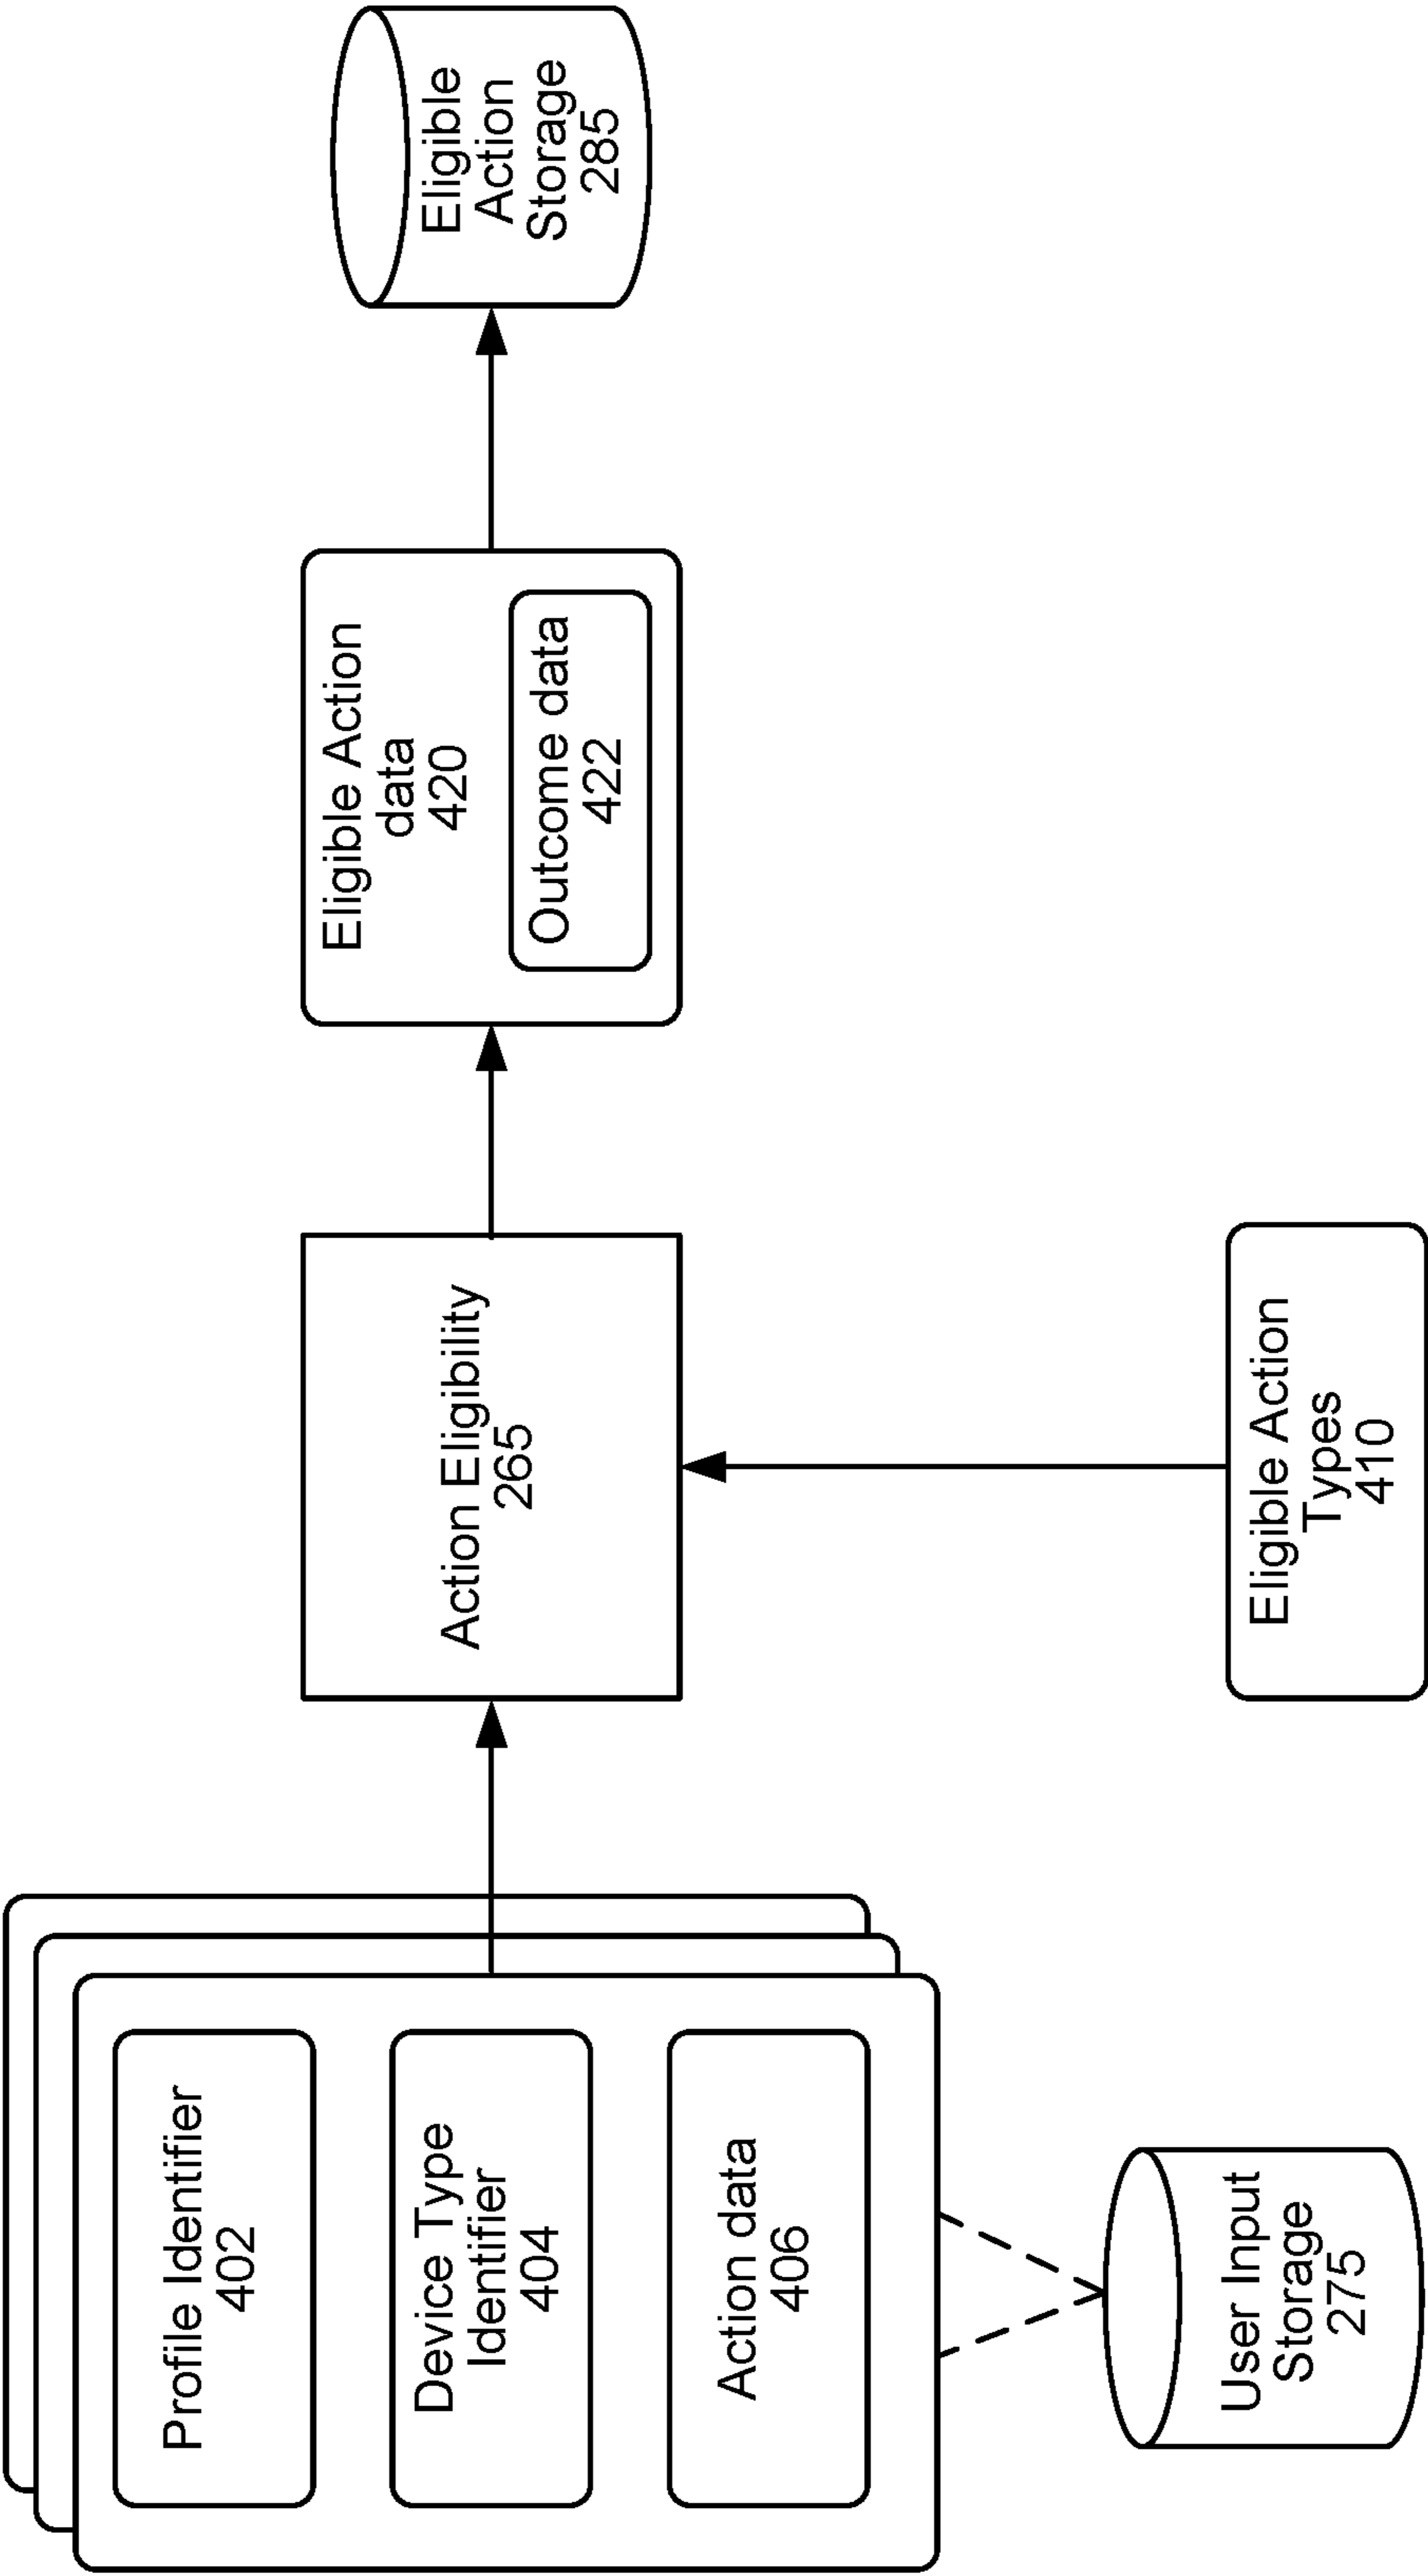 Profile Identifier
402
Device Type
Identifier
404
Action data
406
User Input
Storage
275
Action Eligibility
265
Eligible Action
Types
410
Eligible Action
data
420
Outcome data
422
Eligible
Action
Storage
285